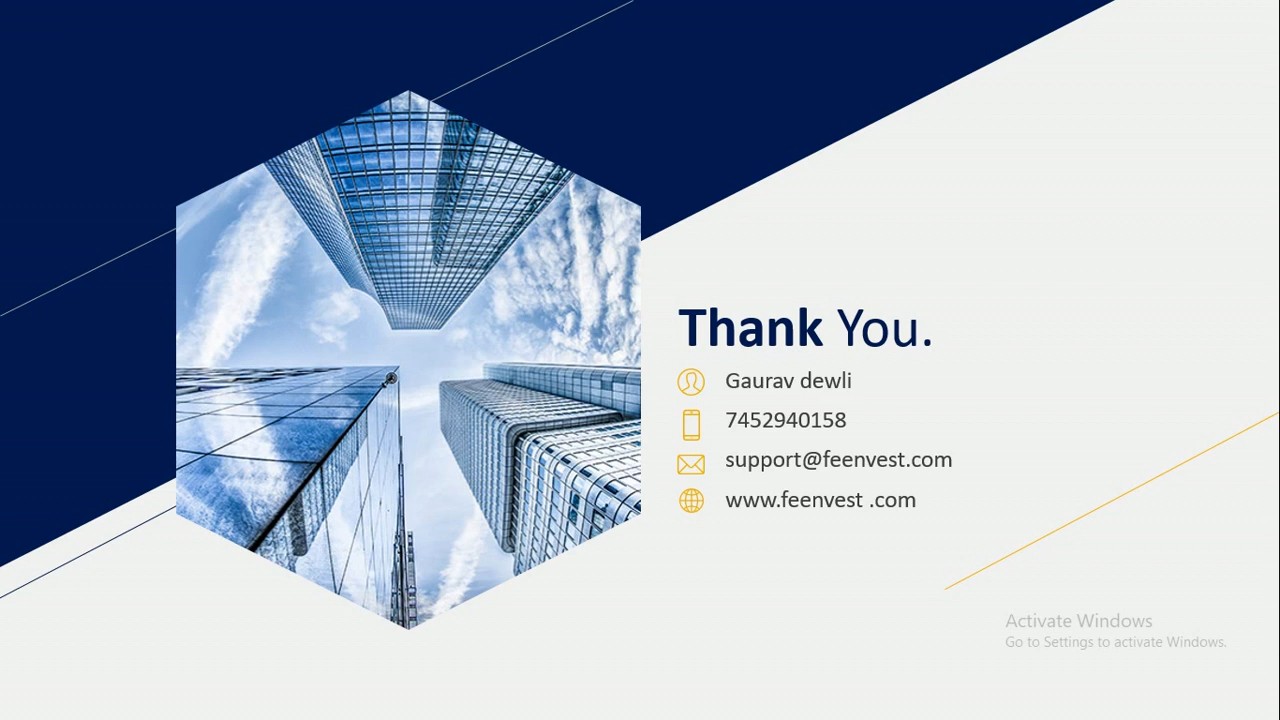 Thank You.
Gaurav dewli
7452940158
support@feenvest.com
www.feenvest .com
Activate Windows
Go to Settings to activate Windows.